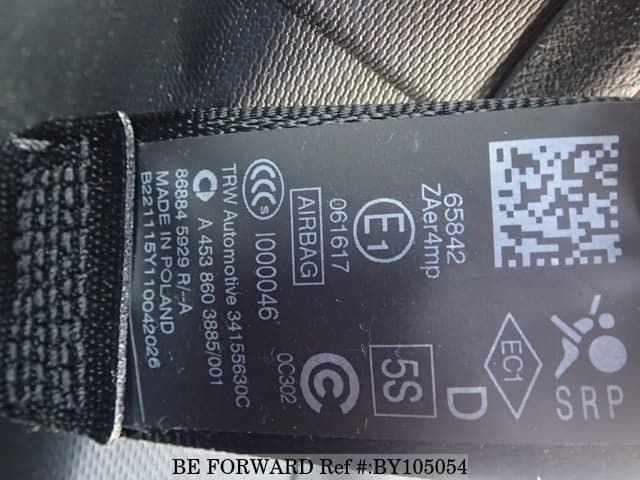 65842
ZAer4mp
E1
061617
AIRBAG
CCC S I000046
TRW Automotive 34155630C
A 453 860 3885/001
86884 5929 R/-A
MADE IN POLAND
B221115Y110042026
SRP
EC1
D
5S
C
0C302
BE FORWARD Ref #:BY105054